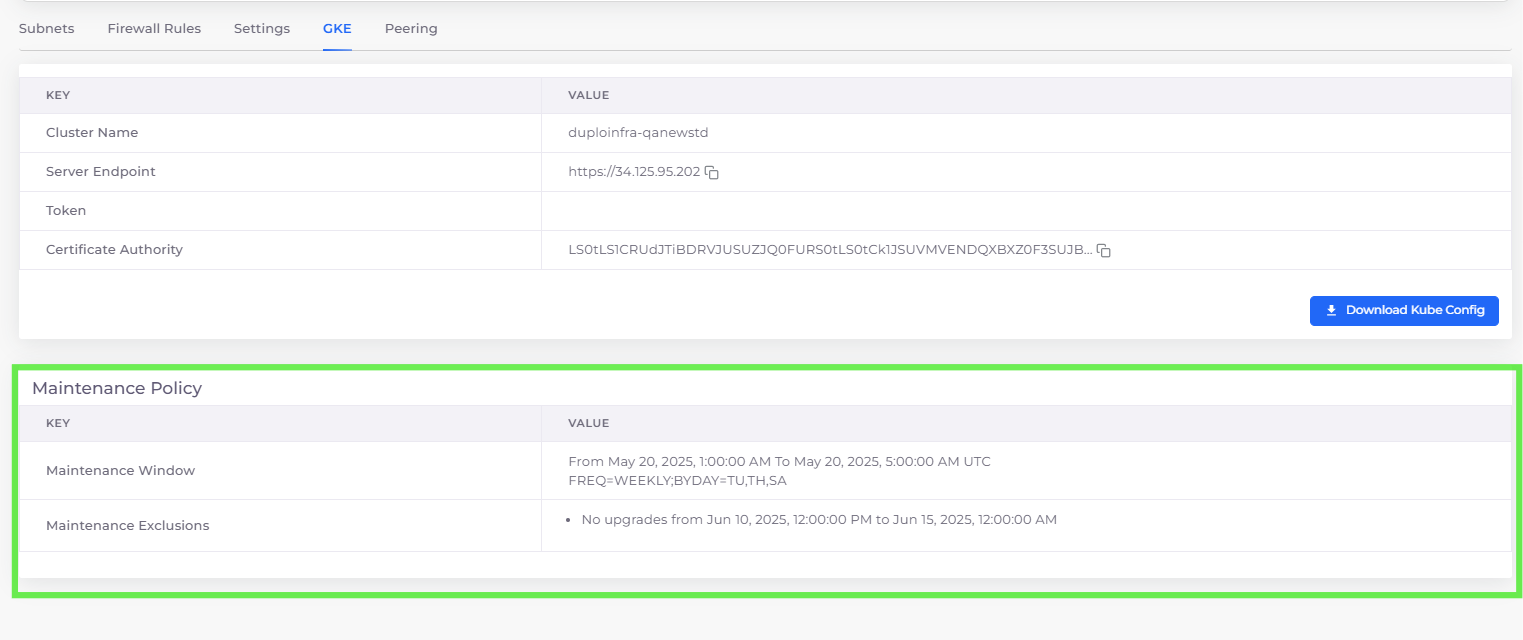 Subnets Firewall Rules Settings GKE Peering
KEY VALUE
Cluster Name duploinfra-qanewstd
Server Endpoint https://34.125.95.202
Token
Certificate Authority LS0tLS1CRUdJTiBDRVJUSUZJQ0FURS0tLS0tCk1JSUVMVENDQXBXZ0F3SUJB...
Download Kube Config
Maintenance Policy
KEY VALUE
Maintenance Window From May 20, 2025, 1:00:00 AM To May 20, 2025, 5:00:00 AM UTC
FREQ=WEEKLY;BYDAY=TU,TH,SA
Maintenance Exclusions • No upgrades from Jun 10, 2025, 12:00:00 PM to Jun 15, 2025, 12:00:00 AM